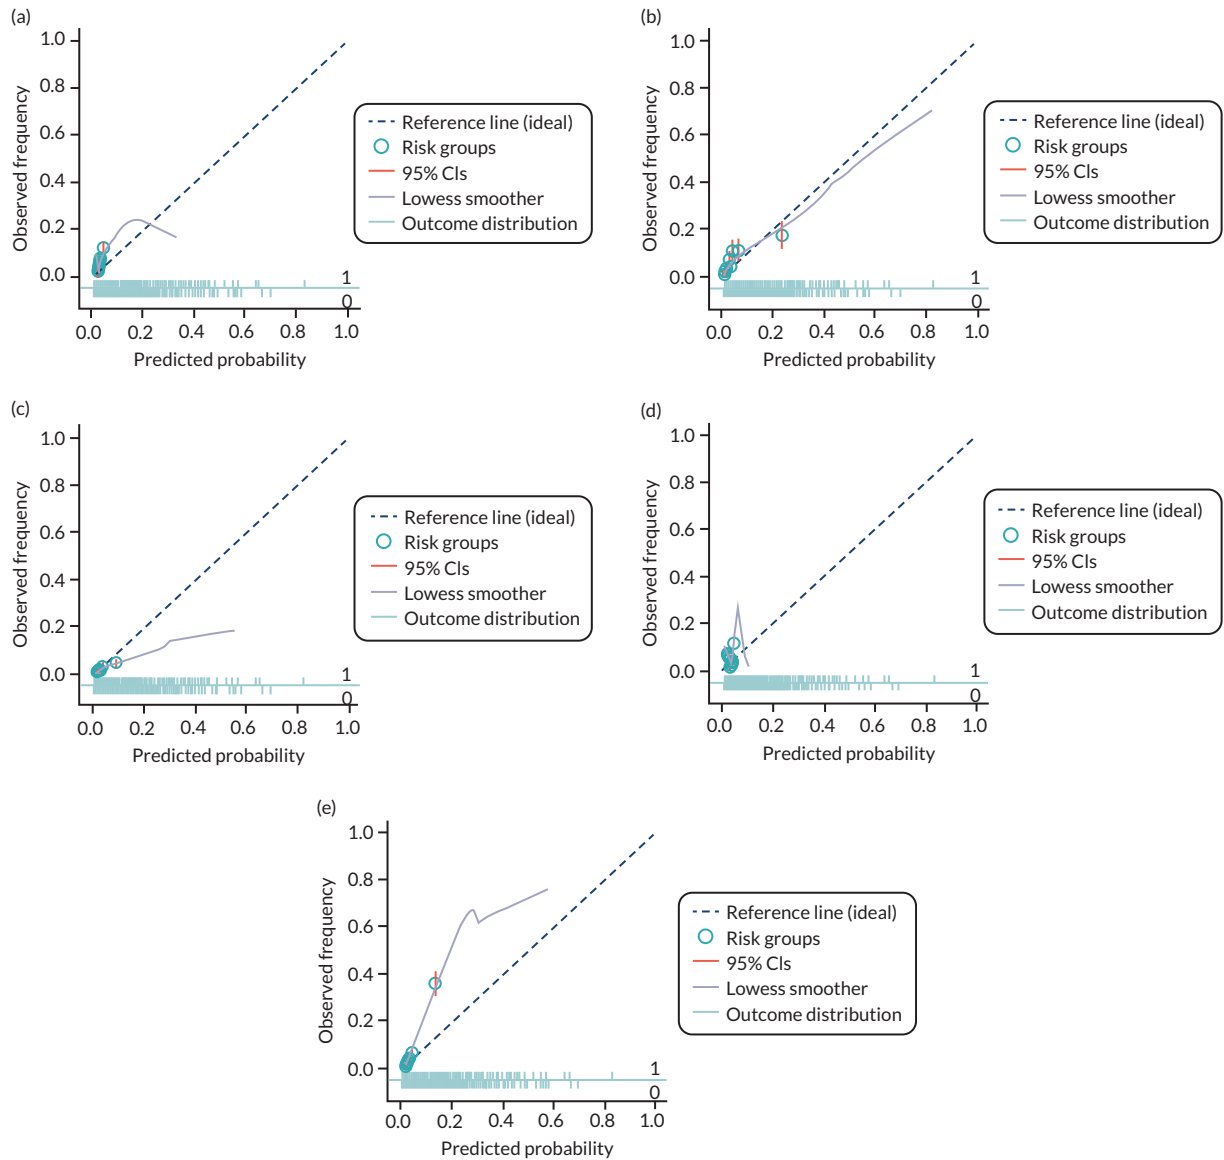 (a)
1.0
0.8
0.6
0.4
0.2
0.0
Observed frequency
0.0 0.2 0.4 0.6 0.8 1.0
Predicted probability
1
0
Reference line (ideal)
Risk groups
95% CIs
Lowess smoother
Outcome distribution
(b)
1.0
0.8
0.6
0.4
0.2
0.0
Observed frequency
0.0 0.2 0.4 0.6 0.8 1.0
Predicted probability
1
0
Reference line (ideal)
Risk groups
95% CIs
Lowess smoother
Outcome distribution
(c)
1.0
0.8
0.6
0.4
0.2
0.0
Observed frequency
0.0 0.2 0.4 0.6 0.8 1.0
Predicted probability
1
0
Reference line (ideal)
Risk groups
95% CIs
Lowess smoother
Outcome distribution
(d)
1.0
0.8
0.6
0.4
0.2
0.0
Observed frequency
0.0 0.2 0.4 0.6 0.8 1.0
Predicted probability
1
0
Reference line (ideal)
Risk groups
95% CIs
Lowess smoother
Outcome distribution
(e)
1.0
0.8
0.6
0.4
0.2
0.0
Observed frequency
0.0 0.2 0.4 0.6 0.8 1.0
Predicted probability
1
0
Reference line (ideal)
Risk groups
95% CIs
Lowess smoother
Outcome distribution